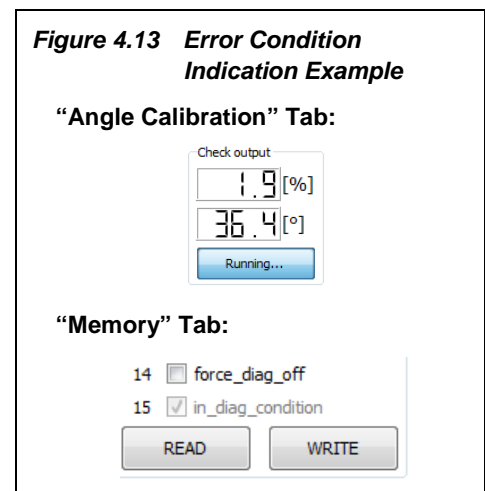 Figure 4.13 Error Condition
Indication Example
“Angle Calibration” Tab:
Check output
1.9[%]
36.4[°]
Running...
“Memory” Tab:
14 force_diag_off
15 in_diag_condition
READ WRITE